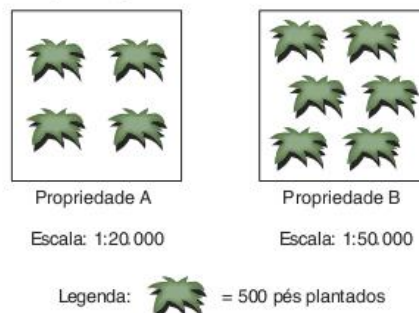 Propriedade A
Propriedade B
Escala: 1:20.000
Escala: 1:50.000
Legenda: = 500 pés plantados